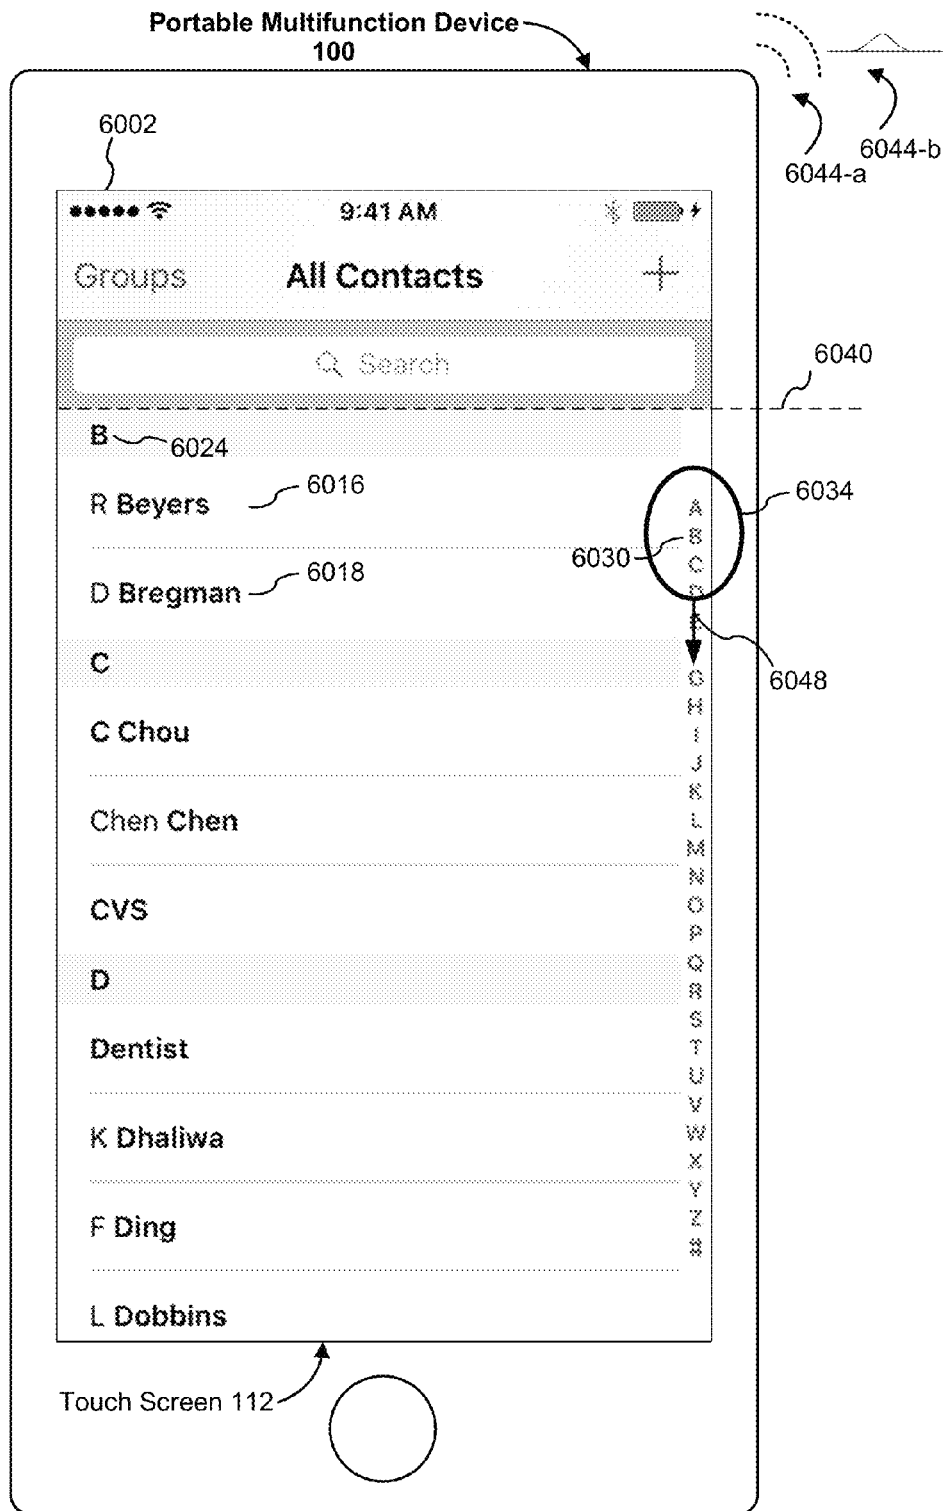 Portable Multifunction Device
100
6044-b
6044-a
6002
9:41 AM
Groups All Contacts +
Search
6040
B
6024
R Beyers
6016
6034
6030
D Bregman
6018
6048
C
C Chou
Chen Chen
CVS
D
Dentist
K Dhaliwa
F Ding
L Dobbins
A
B
C
D
E
G
H
I
J
K
L
M
N
O
P
Q
R
S
T
U
V
W
X
Y
Z
#
Touch Screen 112